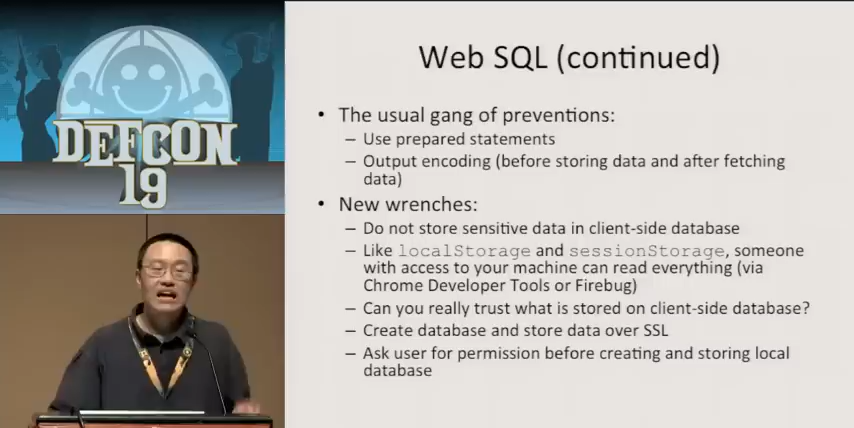 DEFCON
19
Web SQL (continued)
• The usual gang of preventions:
– Use prepared statements
– Output encoding (before storing data and after fetching
data)
• New wrenches:
– Do not store sensitive data in client-side database
– Like localStorage and sessionStorage, someone
with access to your machine can read everything (via
Chrome Developer Tools or Firebug)
– Can you really trust what is stored on client-side database?
– Create database and store data over SSL
– Ask user for permission before creating and storing local
database